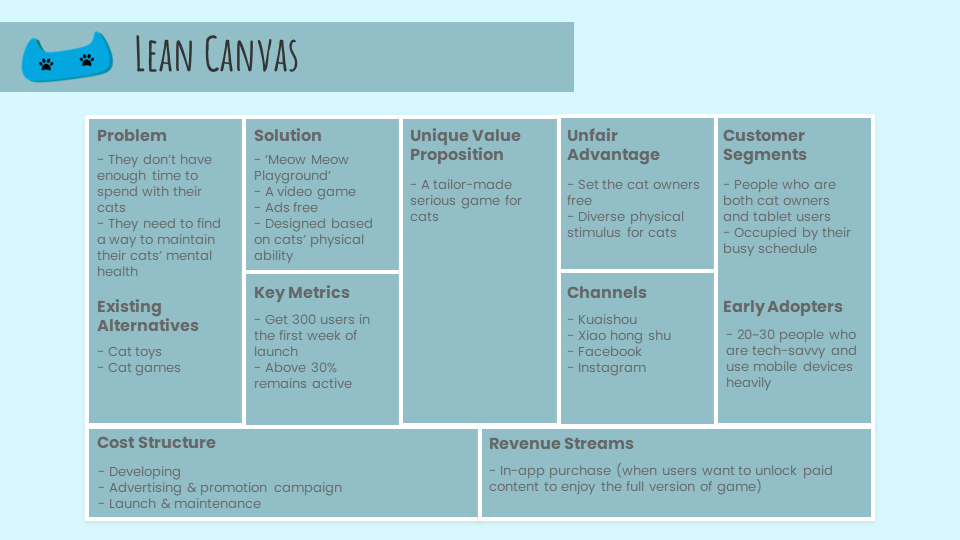 Lean Canvas
Problem
- They don't have
enough time to
spend with their
cats
- They need to find
a way to maintain
their cats' mental
health
Existing
Alternatives
- Cat toys
- Cat games
Solution
- ‘Meow Meow
Playground’
- A video game
- Ads free
- Designed based
on cats’ physical
ability
Key Metrics
- Get 300 users in
the first week of
launch
- Above 30%
remains active
Unique Value
Proposition
- A tailor-made
serious game for
cats
Unfair
Advantage
- Set the cat owners
free
- Diverse physical
stimulus for cats
Channels
- Kuaishou
- Xiao hong shu
- Facebook
- Instagram
Customer
Segments
- People who are
both cat owners
and tablet users
- Occupied by their
busy schedule
Early Adopters
- 20~30 people who
are tech-savvy and
use mobile devices
heavily
Cost Structure
- Developing
- Advertising & promotion campaign
- Launch & maintenance
Revenue Streams
- In-app purchase (when users want to unlock paid
content to enjoy the full version of game)